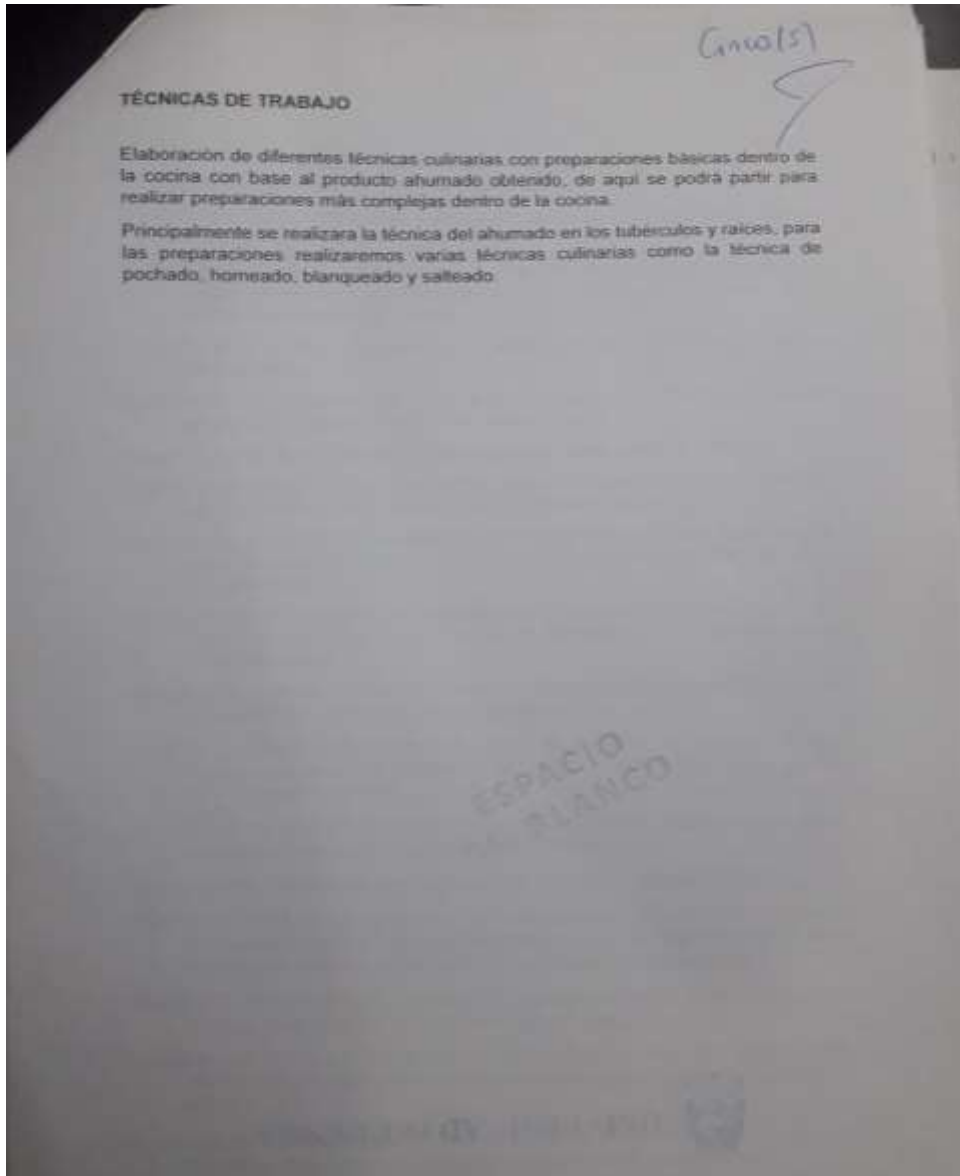 Cinco (5)
TÉCNICAS DE TRABAJO
Elaboración de diferentes técnicas culinarias con preparaciones básicas dentro de
la cocina con base al producto ahumado obtenido, de aquí se podrá partir para
realizar preparaciones más complejas dentro de la cocina.
Principalmente se realizara la técnica del ahumado en los tubérculos y raíces, para
las preparaciones realizaremos varias técnicas culinarias como la técnica de
pochado, horneado, blanqueado y salteado.
ESPACIO
BLANCO